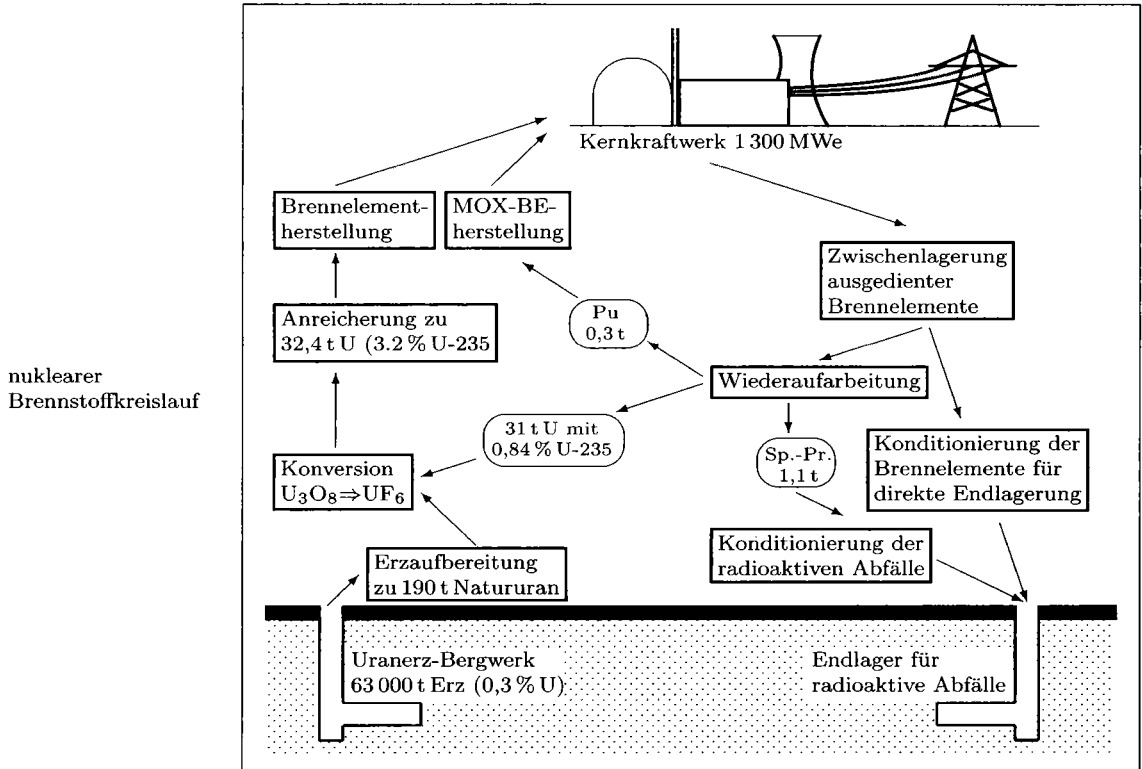 Kernkraftwerk 1 300 MWe
Brennelement-
herstellung
MOX-BE-
herstellung
Zwischenlagerung
ausgedienter
Brennelemente
Anreicherung zu
32,4 t U (3.2 % U-235
Pu
0,3 t
nuklearer
Brennstoffkreislauf
Wiederaufarbeitung
31 t U mit
0,84 % U-235
Sp.-Pr.
1,1 t
Konditionierung der
Brennelemente für
direkte Endlagerung
Konversion
U₃O₈⇒UF₆
Konditionierung der
radioaktiven Abfälle
Erzaufbereitung
zu 190 t Natururan
Uranerz-Bergwerk
63 000 t Erz (0,3 % U)
Endlager für
radioaktive Abfälle